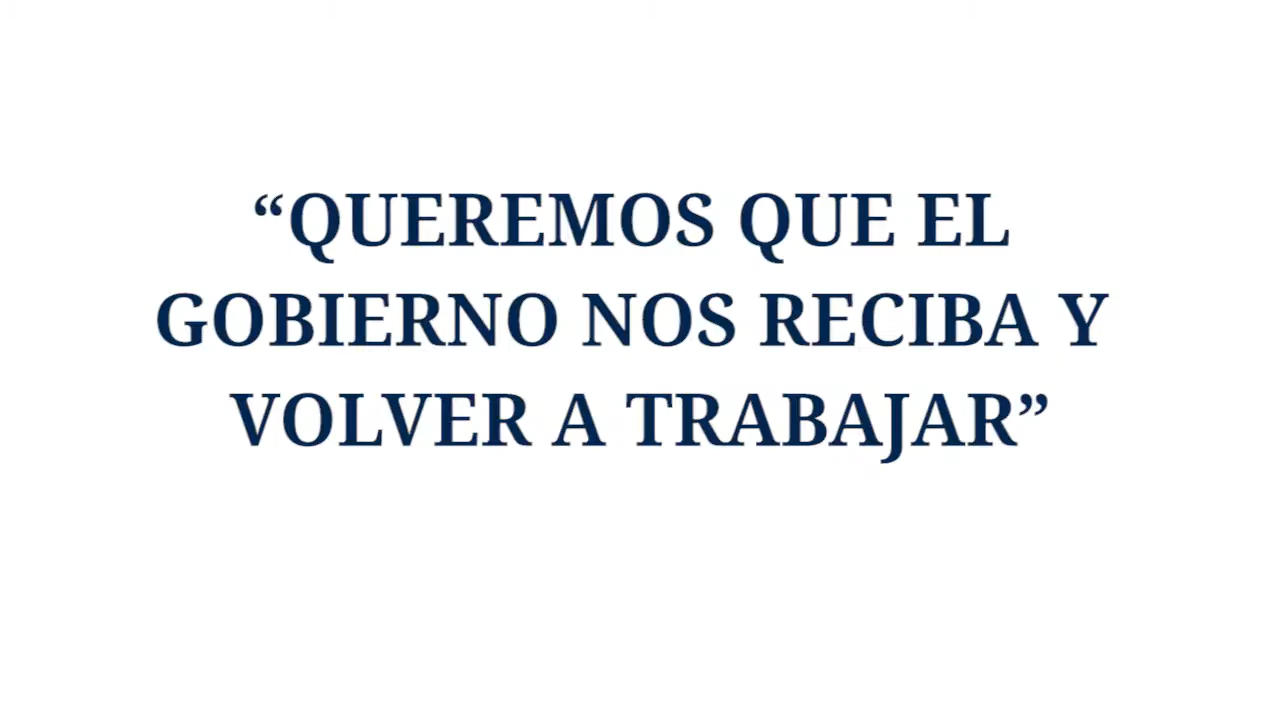 “QUEREMOS QUE EL
GOBIERNO NOS RECIBA Y
VOLVER A TRABAJAR”